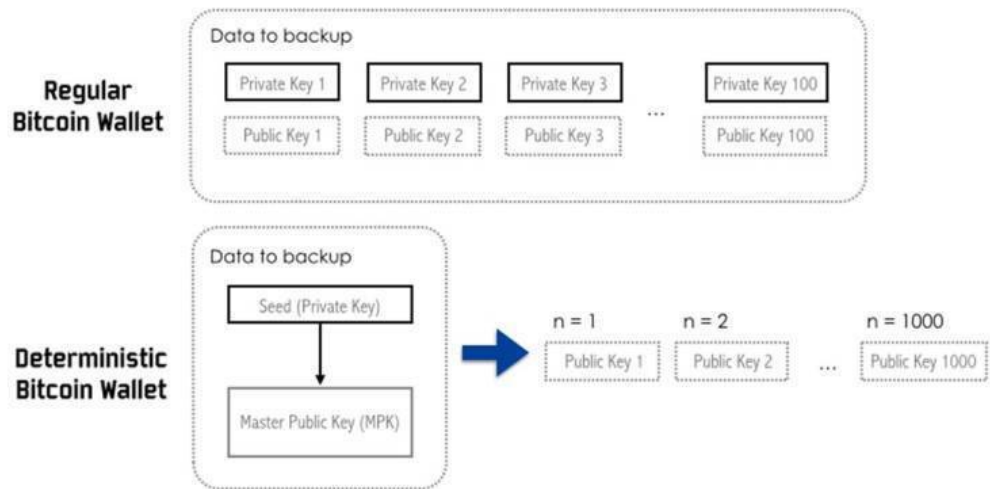 Regular
Bitcoin Wallet
Data to backup
Private Key 1
Private Key 2
Private Key 3
Private Key 100
Public Key 1
Public Key 2
Public Key 3
...
Public Key 100
Deterministic
Bitcoin Wallet
Data to backup
Seed (Private Key)
Master Public Key (MPK)
n = 1
n = 2
n = 1000
Public Key 1
Public Key 2
...
Public Key 1000